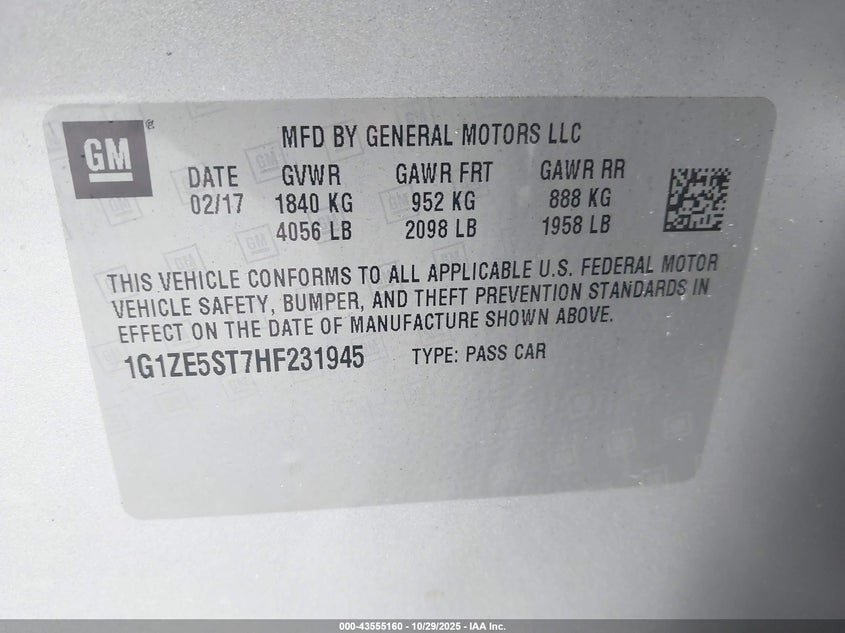 GM
MFD BY GENERAL MOTORS LLC
DATE GVWR GAWR FRT GAWR RR
02/17 1840 KG 952 KG 888 KG
4056 LB 2098 LB 1958 LB
THIS VEHICLE CONFORMS TO ALL APPLICABLE U.S. FEDERAL MOTOR
VEHICLE SAFETY, BUMPER, AND THEFT PREVENTION STANDARDS IN
EFFECT ON THE DATE OF MANUFACTURE SHOWN ABOVE.
1G1ZE5ST7HF231945 TYPE: PASS CAR
000-43555160 - 10/29/2025 - IAA Inc.